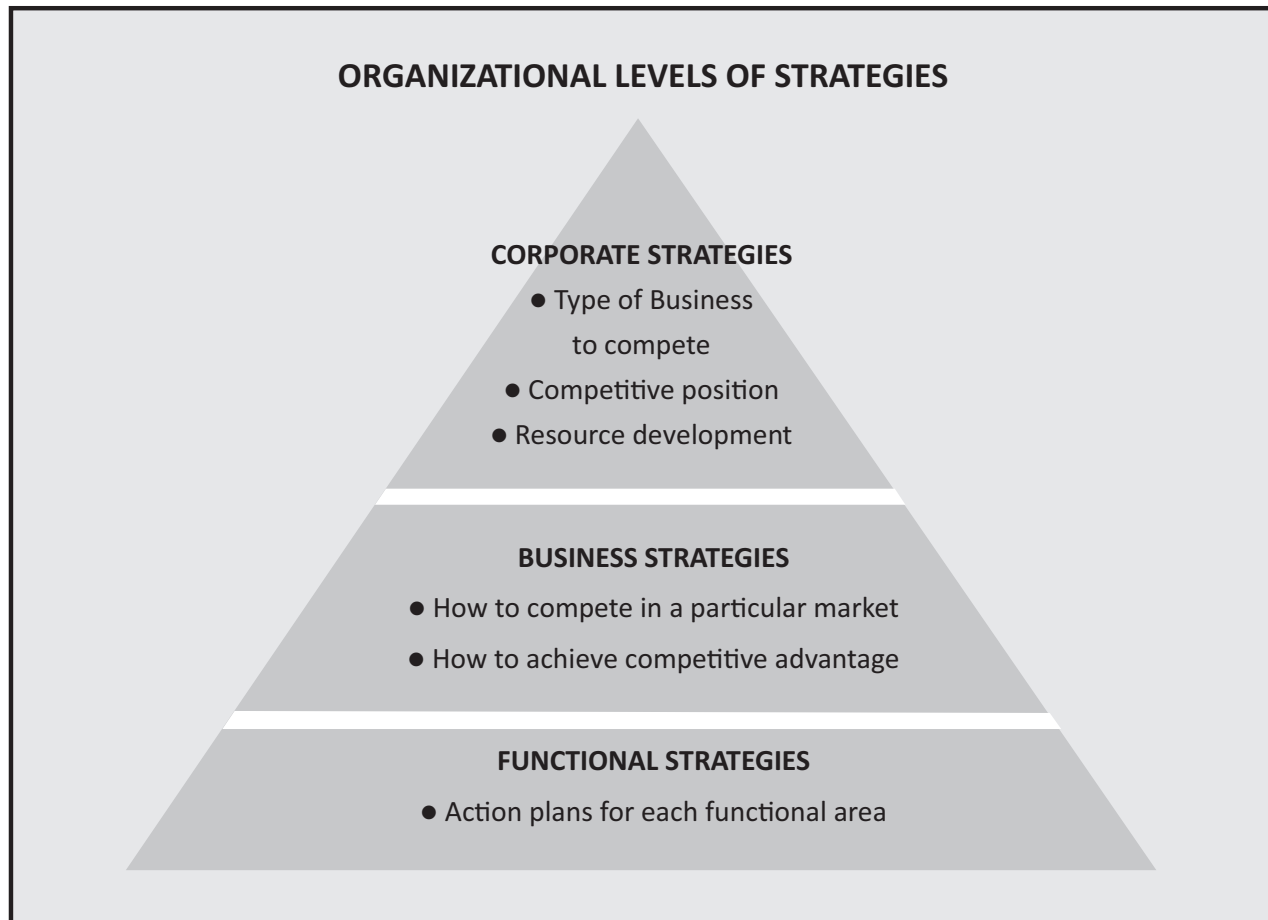 ORGANIZATIONAL LEVELS OF STRATEGIES
CORPORATE STRATEGIES
● Type of Business
to compete
● Competitive position
● Resource development
BUSINESS STRATEGIES
● How to compete in a particular market
● How to achieve competitive advantage
FUNCTIONAL STRATEGIES
● Action plans for each functional area